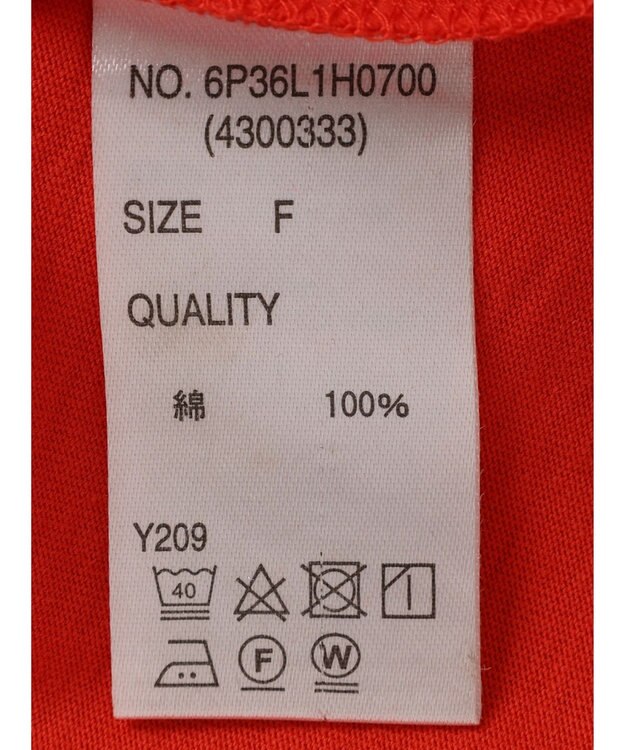 NO. 6P36L1H0700
(4300333)
SIZE F
QUALITY
綿 100%
Y209
40
F W